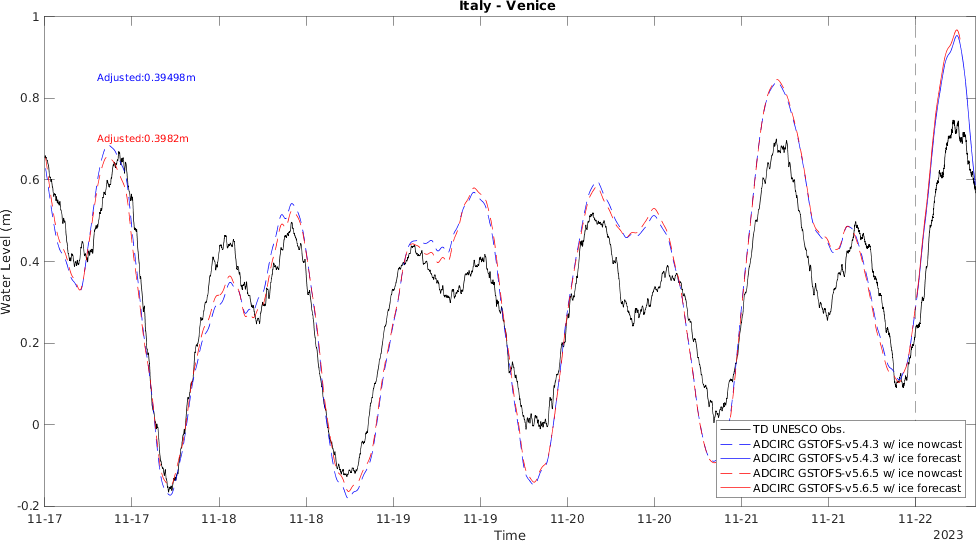 Italy - Venice
1
0.8
0.6
0.4
0.2
0
-0.2
Water Level (m)
Adjusted:0.39498m
Adjusted:0.3982m
TD UNESCO Obs.
ADCIRC GSTOFS-v5.4.3 w/ ice nowcast
ADCIRC GSTOFS-v5.4.3 w/ ice forecast
ADCIRC GSTOFS-v5.6.5 w/ ice nowcast
ADCIRC GSTOFS-v5.6.5 w/ ice forecast
11-17 11-17 11-18 11-18 11-19 11-19 11-20 11-20 11-21 11-21 11-22
Time
2023